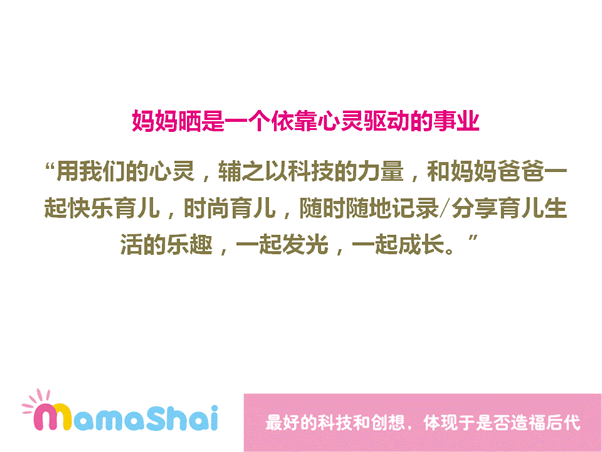 妈妈晒是一个依靠心灵驱动的事业
“用我们的心灵，辅之以科技的力量，和妈妈爸爸一
起快乐育儿，时尚育儿，随时随地记录/分享育儿生
活的乐趣，一起发光，一起成长。”
mamaShai
最好的科技和创想，体现于是否造福后代